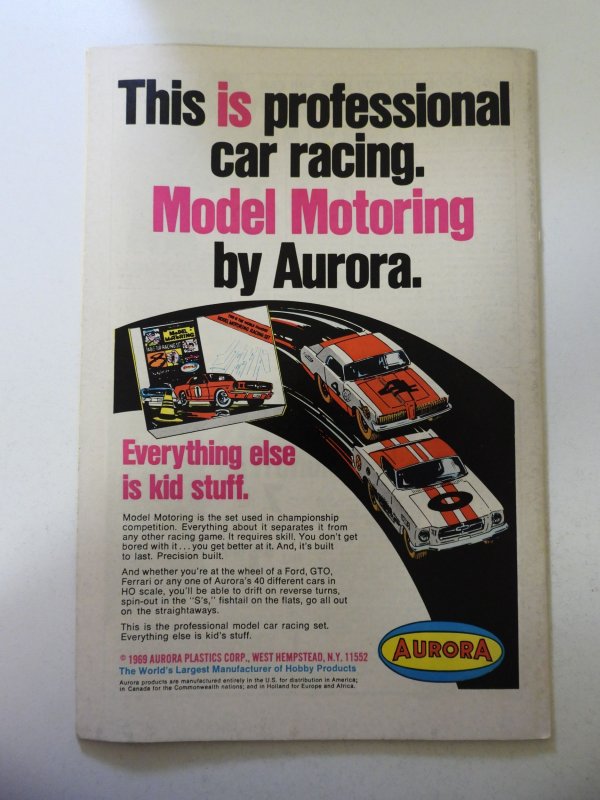 This is professional
car racing.
Model Motoring
by Aurora.
MODEL
MOTORING
Everything else
is kid stuff.
Model Motoring is the set used in championship
competition. Everything about it separates it from
any other racing game. It requires skill. You don't get
bored with it...you get better at it. And, it's built
to last. Precision built.
And whether you're at the wheel of a Ford, GTO,
Ferrari or any one of Aurora's 40 different cars in
HO scale, you'll be able to drift on reverse turns,
spin-out in the "S's," fishtail on the flats, go all out
on the straightaways.
This is the professional model car racing set.
Everything else is kid's stuff.
© 1969 AURORA PLASTICS CORP., WEST HEMPSTEAD, N.Y. 11552
The World's Largest Manufacturer of Hobby Products
Aurora products are manufactured entirely in the U.S. for distribution in America;
in Canada for the Commonwealth nations; and in Holland for Europe and Africa.
AURORA